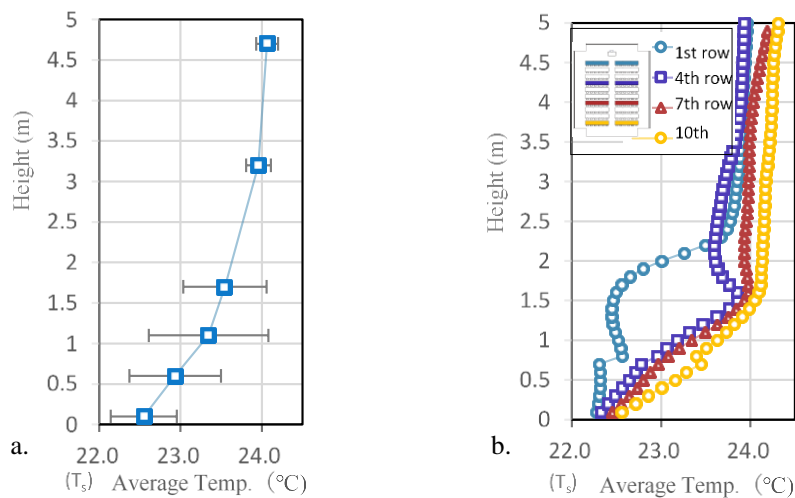 5
4.5
4
3.5
3
2.5
2
1.5
1
0.5
0
Height (m)
22.0 23.0 24.0
a.
(Ts) Average Temp. (°C)
5
4.5
4
3.5
3
2.5
2
1.5
1
0.5
0
Height (m)
1st row
4th row
7th row
10th
22.0 23.0 24.0
b.
(Ts) Average Temp. (°C)